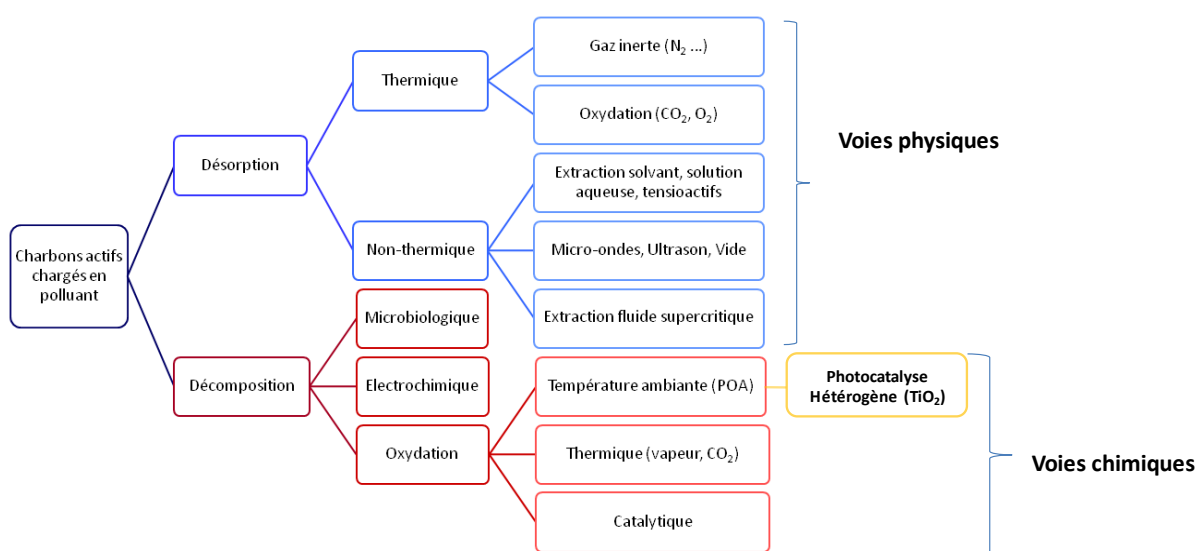 Charbons actifs
chargés en
polluant
Désorption
Thermique
Gaz inerte (N₂ ...)
Oxydation (CO₂, O₂)
Non-thermique
Extraction solvant, solution
aqueuse, tensioactifs
Micro-ondes, Ultrason, Vide
Extraction fluide supercritique
Voies physiques
Décomposition
Microbiologique
Electrochimique
Oxydation
Température ambiante (POA)
Photocatalyse
Hétérogène (TiO₂)
Thermique (vapeur, CO₂)
Catalytique
Voies chimiques